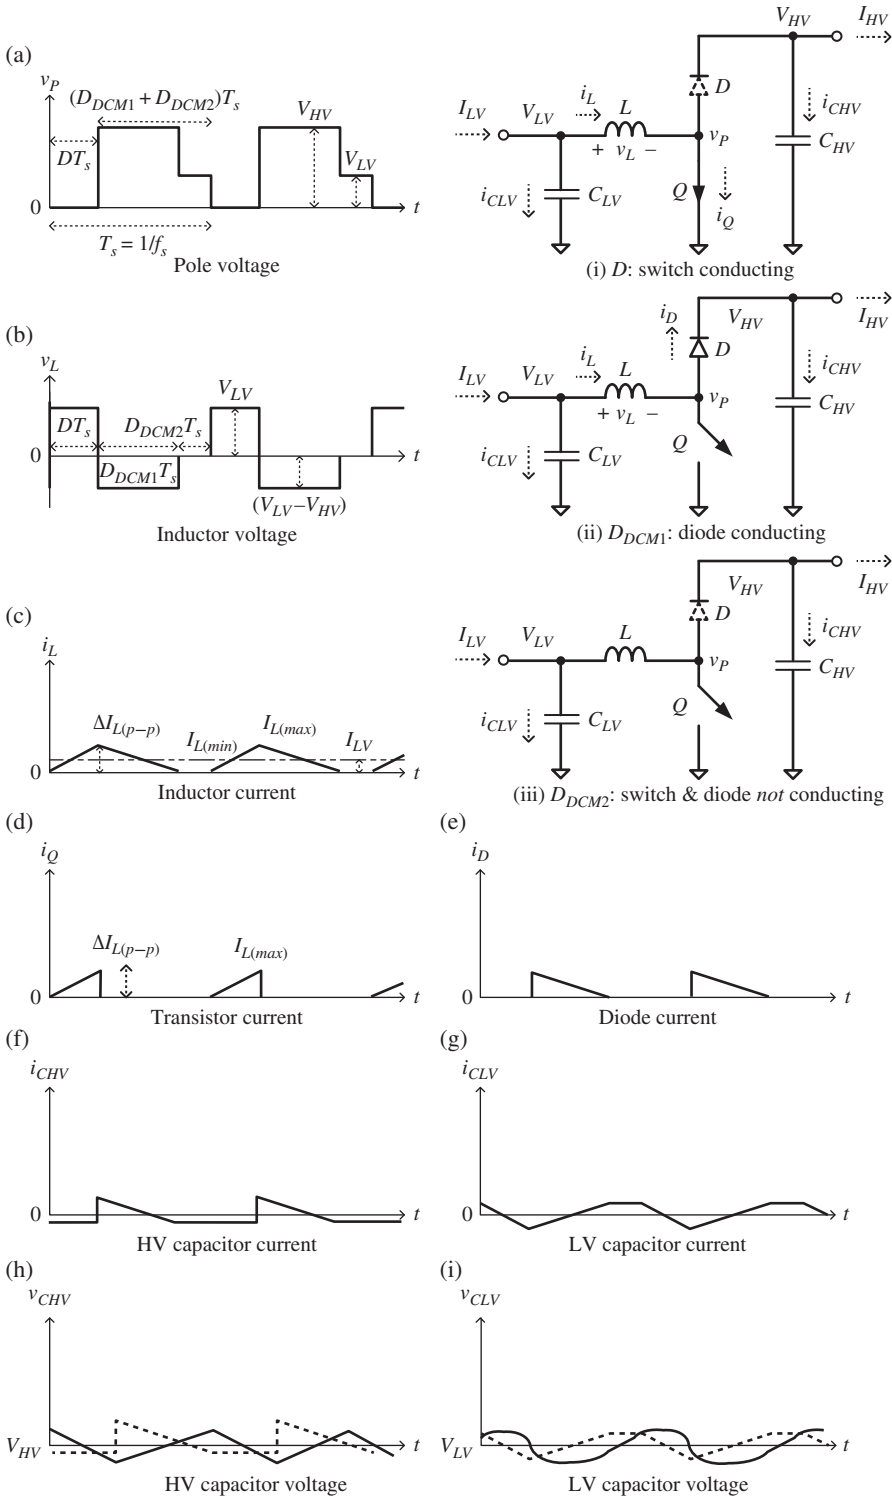 (a)
v_P
(D_DCM1 + D_DCM2)T_s
V_HV
DT_s
V_LV
0
t
T_s = 1/f_s
Pole voltage
V_HV
I_HV
D
i_L
L
I_LV
V_LV
v_P
i_CHV
C_HV
+ v_L −
i_CLV
C_LV
Q
i_Q
(i) D: switch conducting
(b)
v_L
V_LV
DT_s
D_DCM2T_s
0
t
D_DCM1T_s
(V_LV−V_HV)
Inductor voltage
i_D
V_HV
I_HV
D
i_L
L
I_LV
V_LV
v_P
i_CHV
C_HV
+ v_L −
i_CLV
C_LV
Q
(ii) D_DCM1: diode conducting
(c)
i_L
ΔI_L(p−p)
I_L(min)
I_L(max)
I_LV
0
t
Inductor current
V_HV
I_HV
D
L
I_LV
V_LV
v_P
i_CHV
C_HV
i_CLV
C_LV
Q
(iii) D_DCM2: switch & diode not conducting
(d)
i_Q
ΔI_L(p−p)
I_L(max)
0
t
Transistor current
(e)
i_D
0
t
Diode current
(f)
i_CHV
0
t
HV capacitor current
(g)
i_CLV
0
t
LV capacitor current
(h)
v_CHV
V_HV
t
HV capacitor voltage
(i)
v_CLV
V_LV
t
LV capacitor voltage